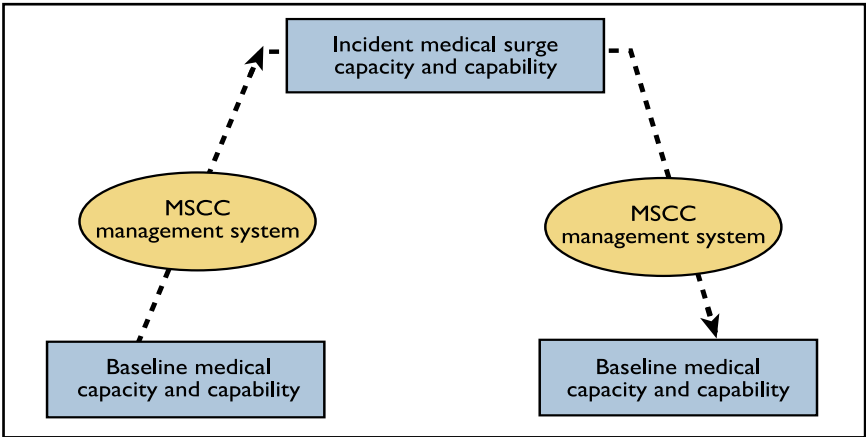 Incident medical surge
capacity and capability
MSCC
management system
MSCC
management system
Baseline medical
capacity and capability
Baseline medical
capacity and capability